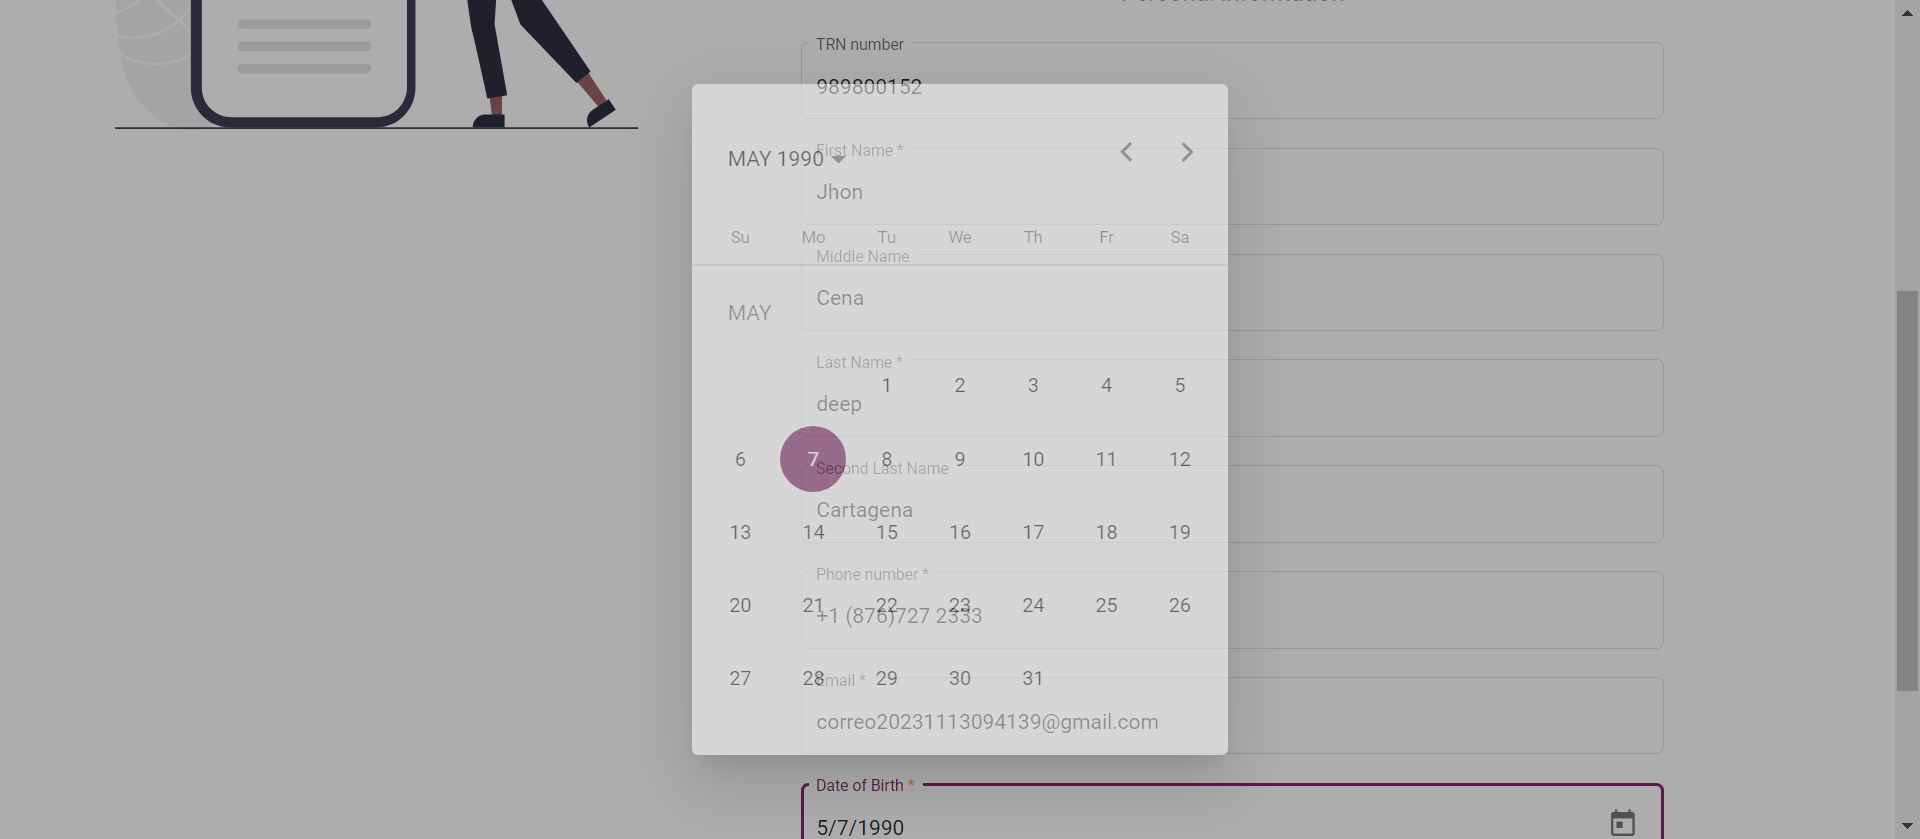 Personal Information
TRN number
989800152
MAY 1990
First Name *
Jhon
Su Mo Tu We Th Fr Sa
Middle Name
Cena
MAY
Last Name *
1 2 3 4 5
deep
6 7 8 9 10 11 12
Second Last Name
Cartagena
13 14 15 16 17 18 19
Phone number *
20 21 22 23 24 25 26
+1 (876)727 2333
27 28 29 30 31
Email *
correo20231113094139@gmail.com
Date of Birth *
5/7/1990